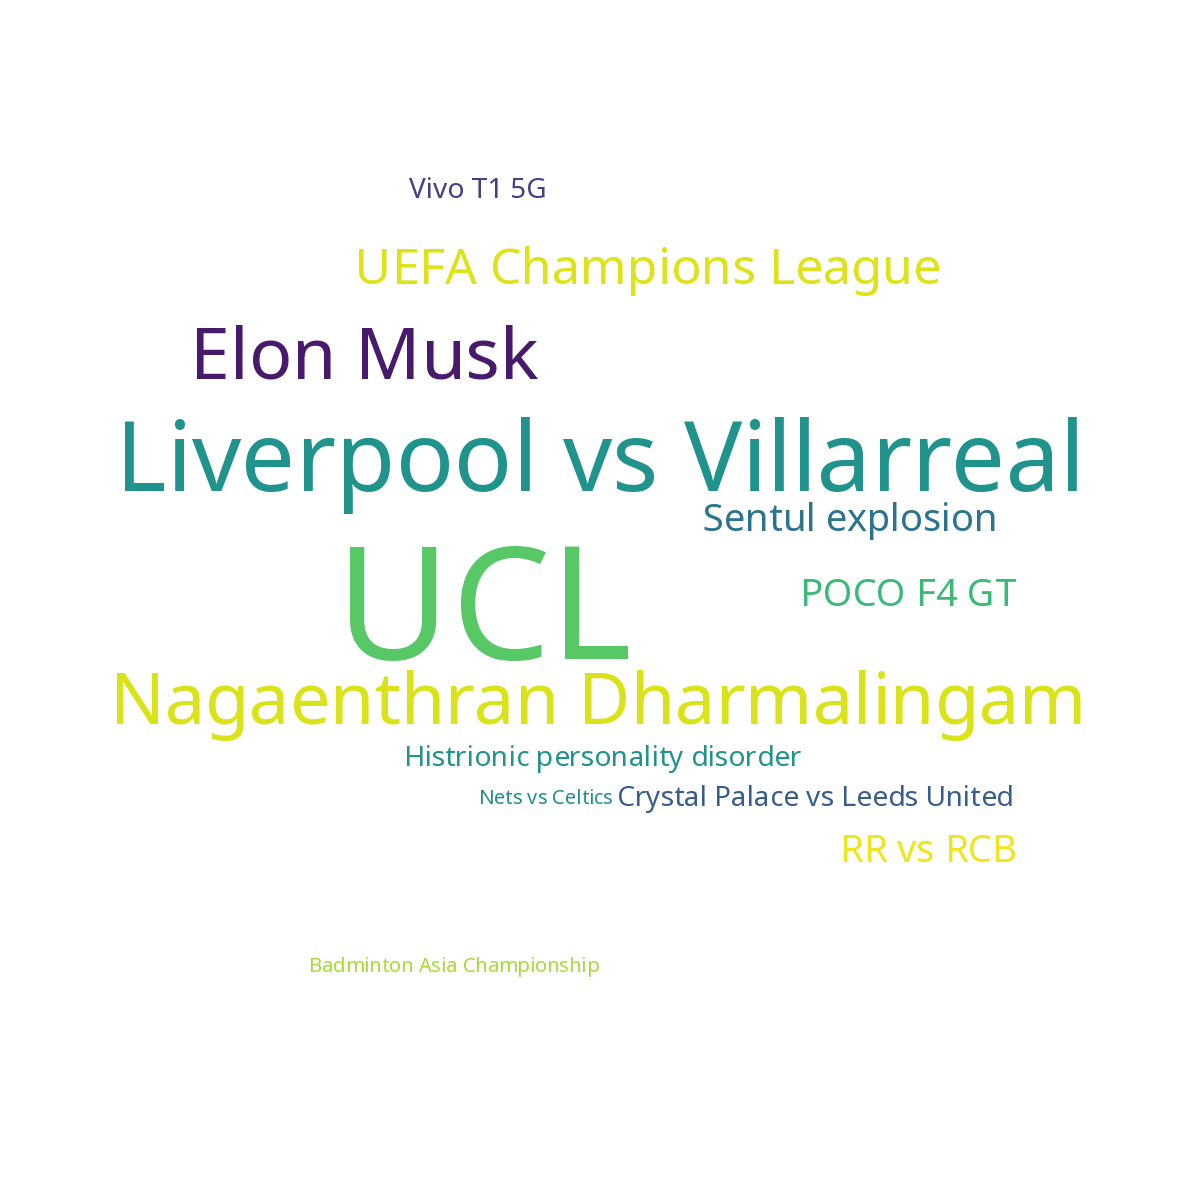 Vivo T1 5G
UEFA Champions League
Elon Musk
Liverpool vs Villarreal
Sentul explosion
UCL
POCO F4 GT
Nagaenthran Dharmalingam
Histrionic personality disorder
Nets vs Celtics
Crystal Palace vs Leeds United
RR vs RCB
Badminton Asia Championship